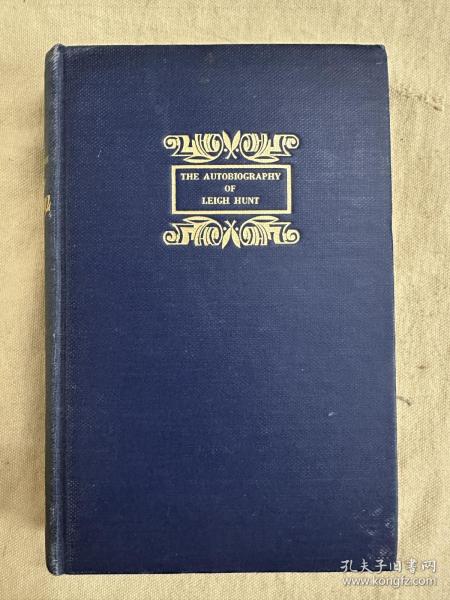 THE AUTOBIOGRAPHY
OF
LEIGH HUNT
孔夫子旧书网
www.kongfz.com